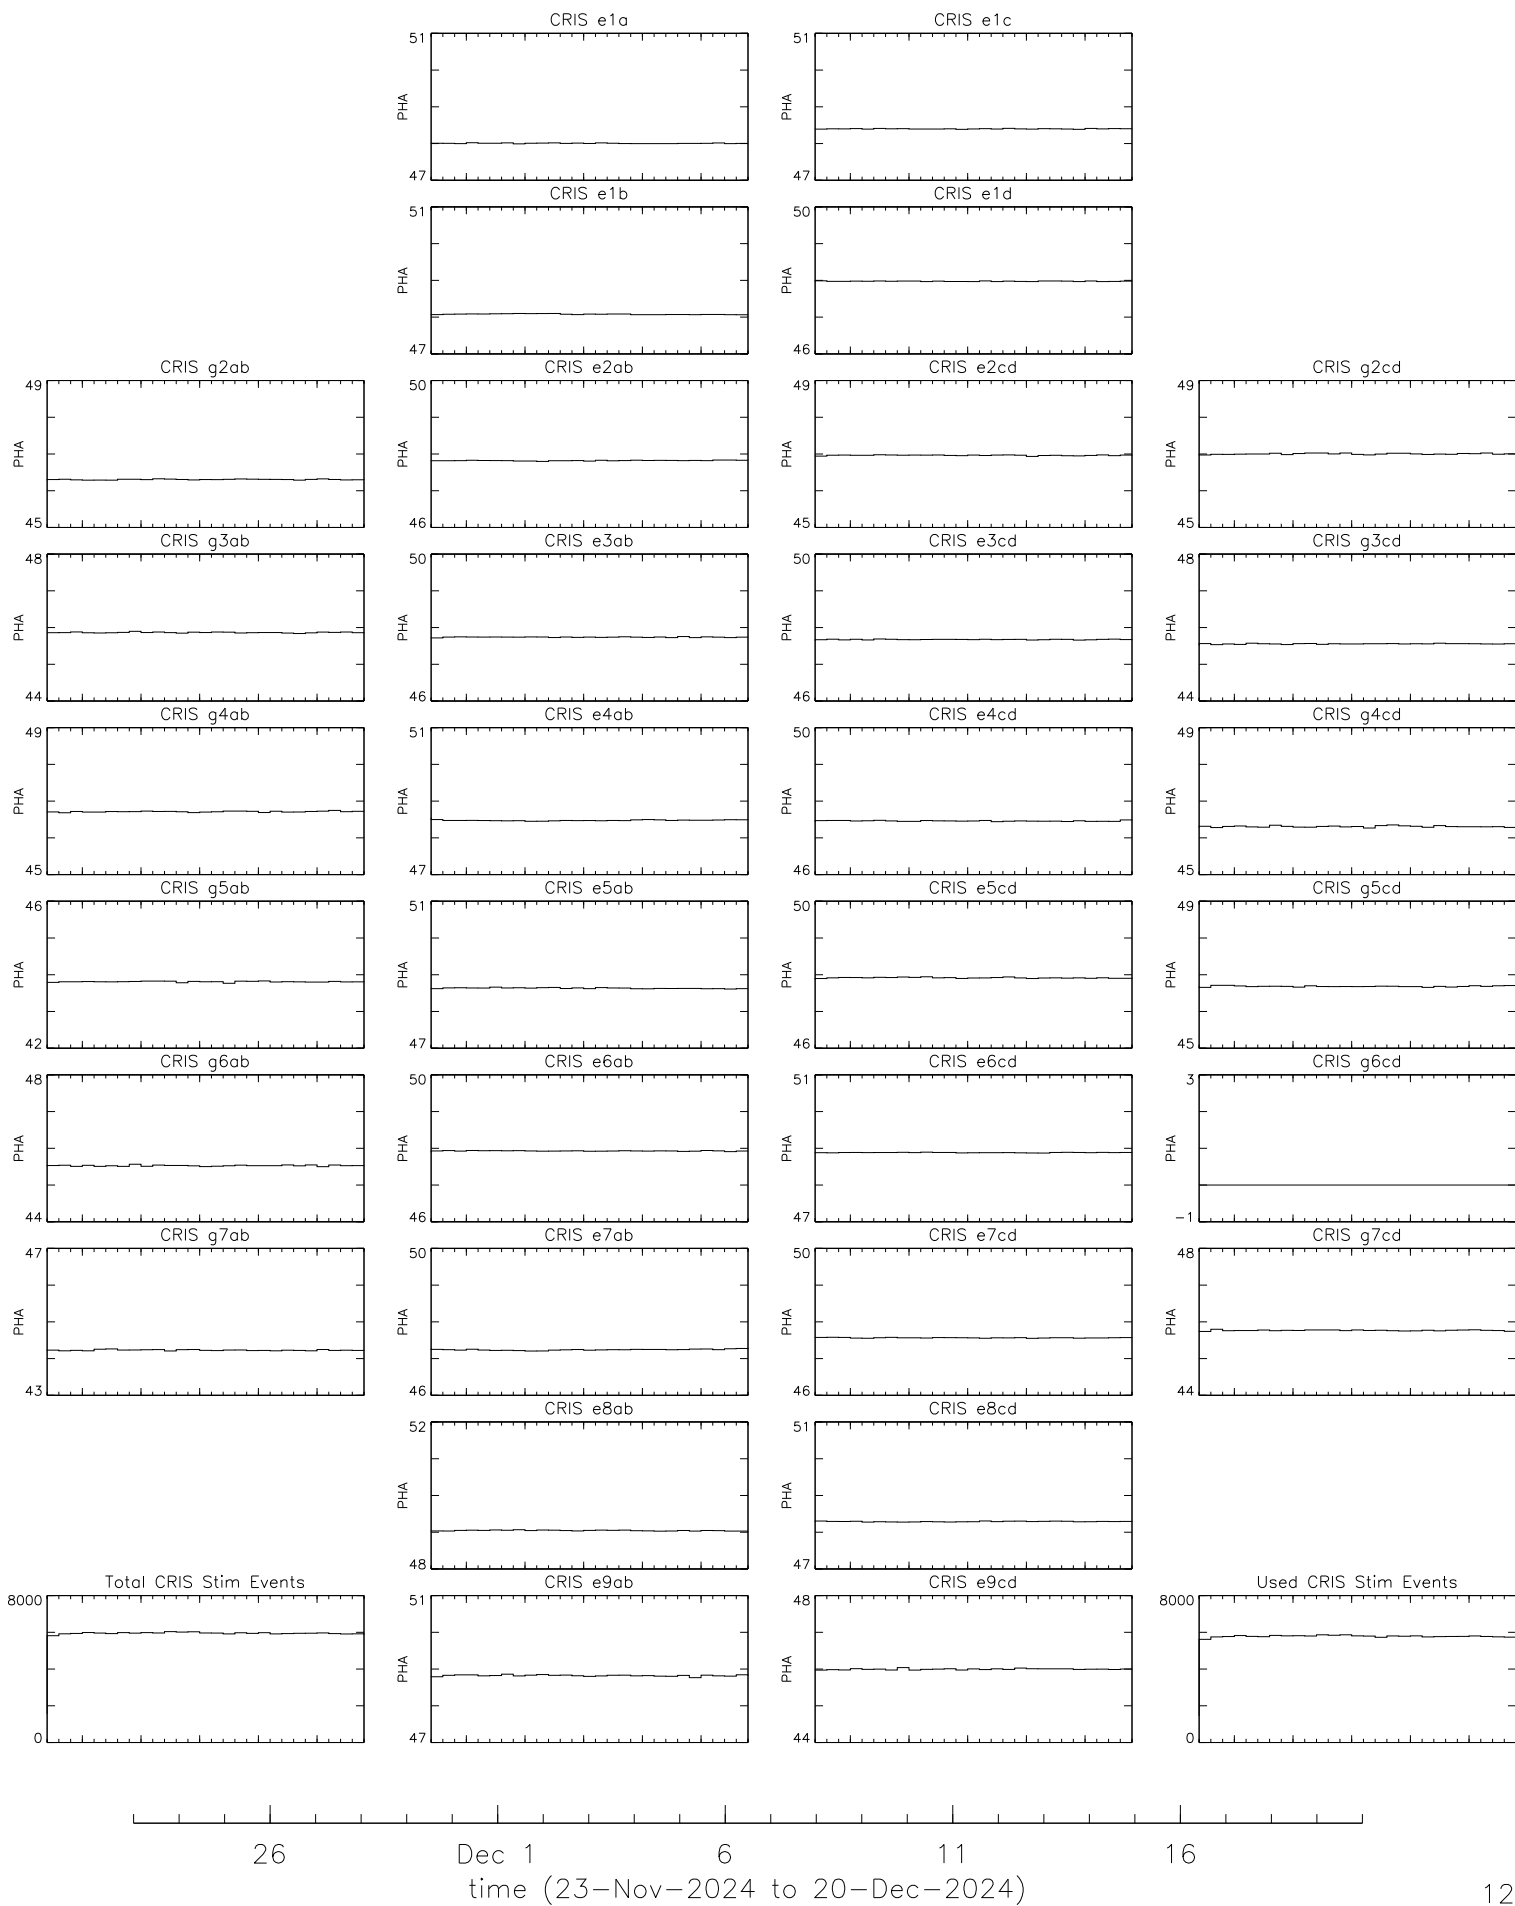 CRIS e1a CRIS e1c
51 51
PHA PHA
47 47
CRIS e1b CRIS e1d
51 50
PHA PHA
47 46
CRIS g2ab CRIS e2ab CRIS e2cd CRIS g2cd
49 50 49 49
PHA PHA PHA PHA
45 46 45 45
CRIS g3ab CRIS e3ab CRIS e3cd CRIS g3cd
48 50 50 48
PHA PHA PHA PHA
44 46 46 44
CRIS g4ab CRIS e4ab CRIS e4cd CRIS g4cd
49 51 50 49
PHA PHA PHA PHA
45 47 46 45
CRIS g5ab CRIS e5ab CRIS e5cd CRIS g5cd
46 51 50 49
PHA PHA PHA PHA
42 47 46 45
CRIS g6ab CRIS e6ab CRIS e6cd CRIS g6cd
48 50 51 3
PHA PHA PHA PHA
44 46 47 -1
CRIS g7ab CRIS e7ab CRIS e7cd CRIS g7cd
47 50 50 48
PHA PHA PHA PHA
43 46 46 44
CRIS e8ab CRIS e8cd
52 51
PHA PHA
48 47
Total CRIS Stim Events CRIS e9ab CRIS e9cd Used CRIS Stim Events
8000 51 48 8000
PHA PHA
0 47 44 0
26 Dec 1 6 11 16
time (23-Nov-2024 to 20-Dec-2024)
12